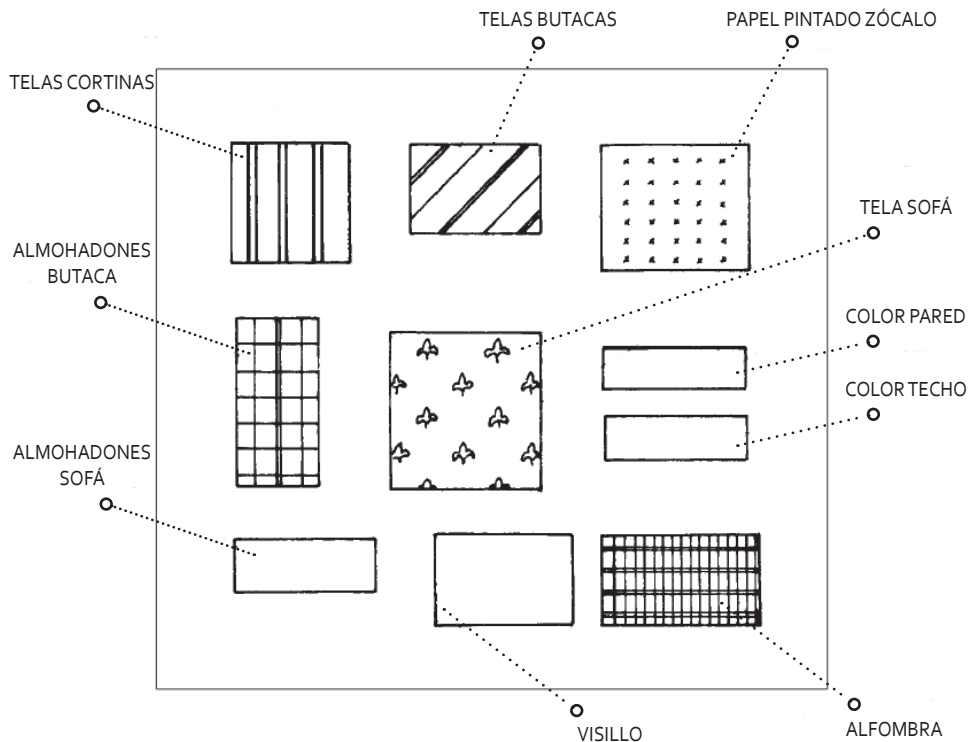 TELAS BUTACAS
PAPEL PINTADO ZÓCALO
TELAS CORTINAS
TELA SOFÁ
ALMOHADONES
BUTACA
COLOR PARED
COLOR TECHO
ALMOHADONES
SOFÁ
VISILLO
ALFOMBRA